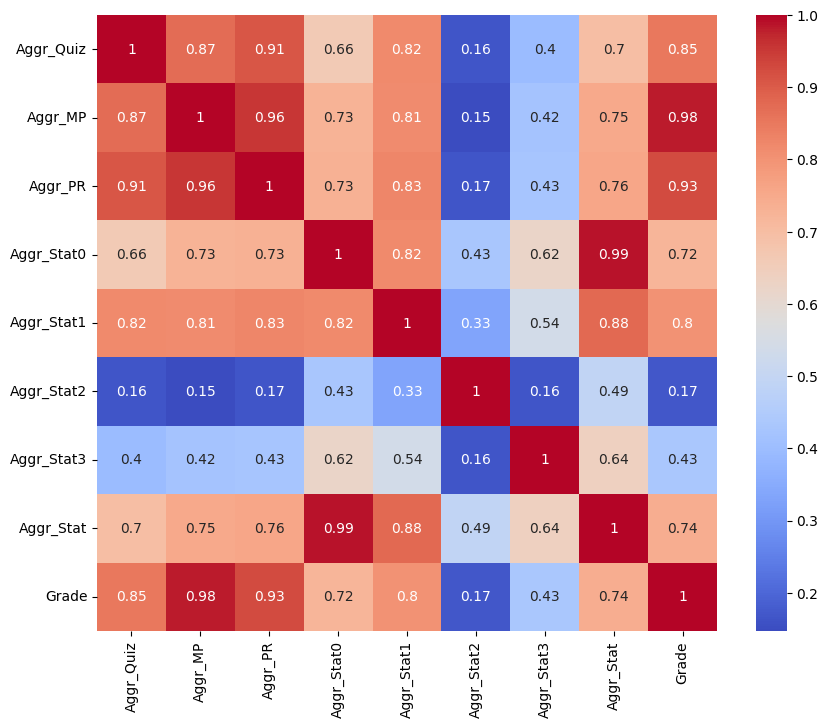 Aggr_Quiz 1 0.87 0.91 0.66 0.82 0.16 0.4 0.7 0.85
Aggr_MP 0.87 1 0.96 0.73 0.81 0.15 0.42 0.75 0.98
Aggr_PR 0.91 0.96 1 0.73 0.83 0.17 0.43 0.76 0.93
Aggr_Stat0 0.66 0.73 0.73 1 0.82 0.43 0.62 0.99 0.72
Aggr_Stat1 0.82 0.81 0.83 0.82 1 0.33 0.54 0.88 0.8
Aggr_Stat2 0.16 0.15 0.17 0.43 0.33 1 0.16 0.49 0.17
Aggr_Stat3 0.4 0.42 0.43 0.62 0.54 0.16 1 0.64 0.43
Aggr_Stat 0.7 0.75 0.76 0.99 0.88 0.49 0.64 1 0.74
Grade 0.85 0.98 0.93 0.72 0.8 0.17 0.43 0.74 1
Aggr_Quiz Aggr_MP Aggr_PR Aggr_Stat0 Aggr_Stat1 Aggr_Stat2 Aggr_Stat3 Aggr_Stat Grade
1.0
0.9
0.8
0.7
0.6
0.5
0.4
0.3
0.2